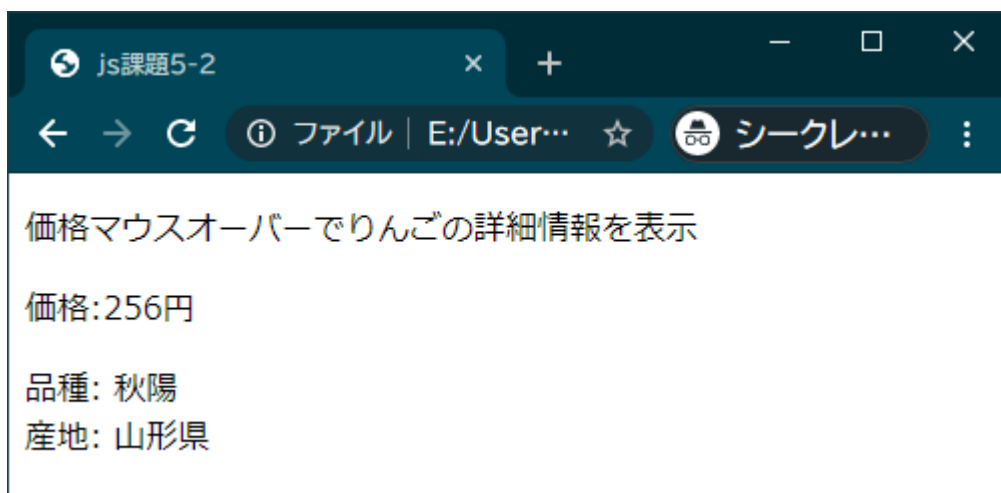 js課題5-2
ファイル | E:/User…
シークレ…
価格マウスオーバーでりんごの詳細情報を表示
価格:256円
品種: 秋陽
産地: 山形県